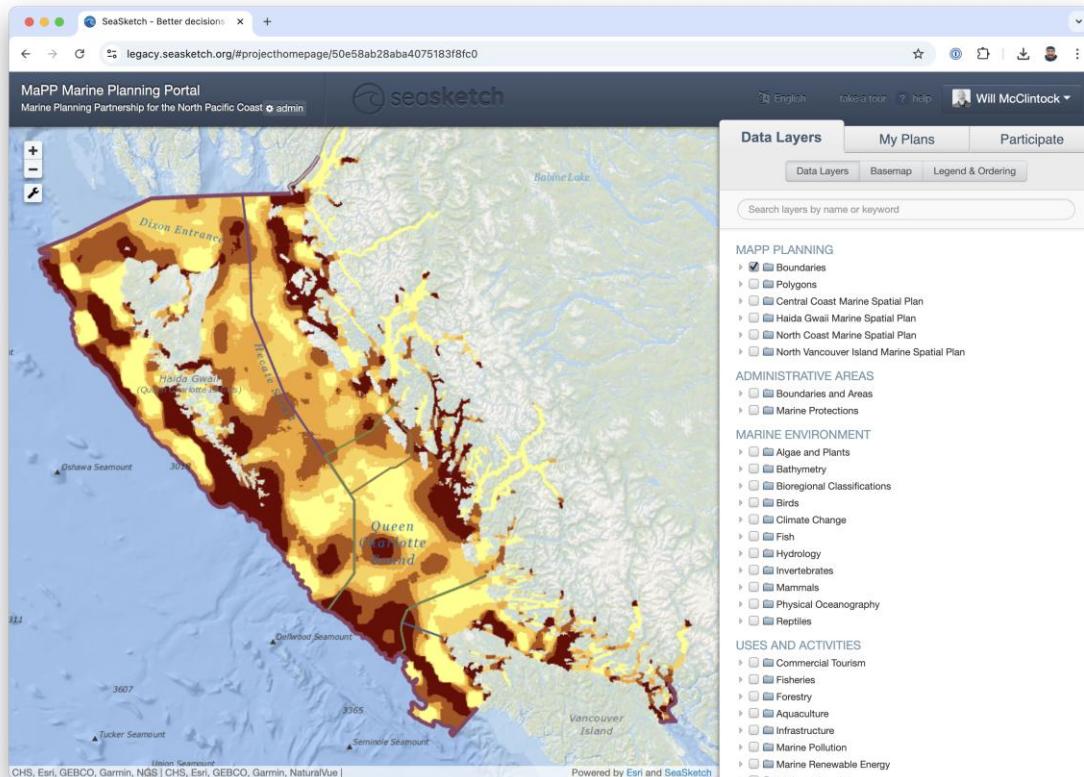 SeaSketch - Better decisions
legacy.seasketch.org/#projecthomepage/50e58ab28aba4075183f8fc0
MaPP Marine Planning Portal
Marine Planning Partnership for the North Pacific Coast admin
seasketch
English
take a tour
? help
Will McClintock
Data Layers
My Plans
Participate
Data Layers
Basemap
Legend & Ordering
Search layers by name or keyword
MAPP PLANNING
Boundaries
Polygons
Central Coast Marine Spatial Plan
Haida Gwaii Marine Spatial Plan
North Coast Marine Spatial Plan
North Vancouver Island Marine Spatial Plan
ADMINISTRATIVE AREAS
Boundaries and Areas
Marine Protections
MARINE ENVIRONMENT
Algae and Plants
Bathymetry
Bioregional Classifications
Birds
Climate Change
Fish
Hydrology
Invertebrates
Mammals
Physical Oceanography
Reptiles
USES AND ACTIVITIES
Commercial Tourism
Fisheries
Forestry
Aquaculture
Infrastructure
Marine Pollution
Marine Renewable Energy
+
−
Babine Lake
Dixon Entrance
Hecate
Haida Gwaii
Oshawa Seamount
Queen
Charlotte
Sound
Dellwood Seamount
3607
3365
Tucker Seamount
Seminole Seamount
Union Seamount
Vancouver
Island
CHS, Esri, GEBCO, Garmin, NGS | CHS, Esri, GEBCO, Garmin, NaturalVue |
Powered by Esri and SeaSketch